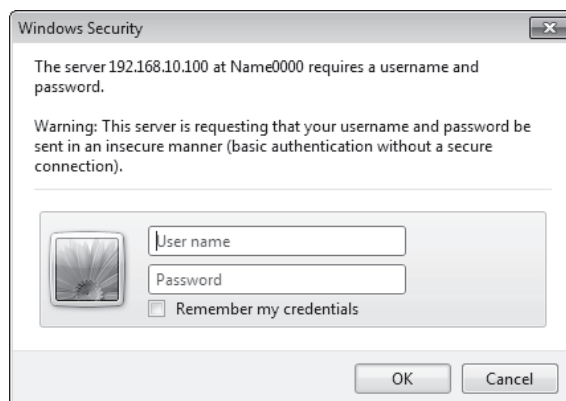 Windows Security
The server 192.168.10.100 at Name0000 requires a username and
password.
Warning: This server is requesting that your username and password be
sent in an insecure manner (basic authentication without a secure
connection).
User name
Password
Remember my credentials
OK
Cancel